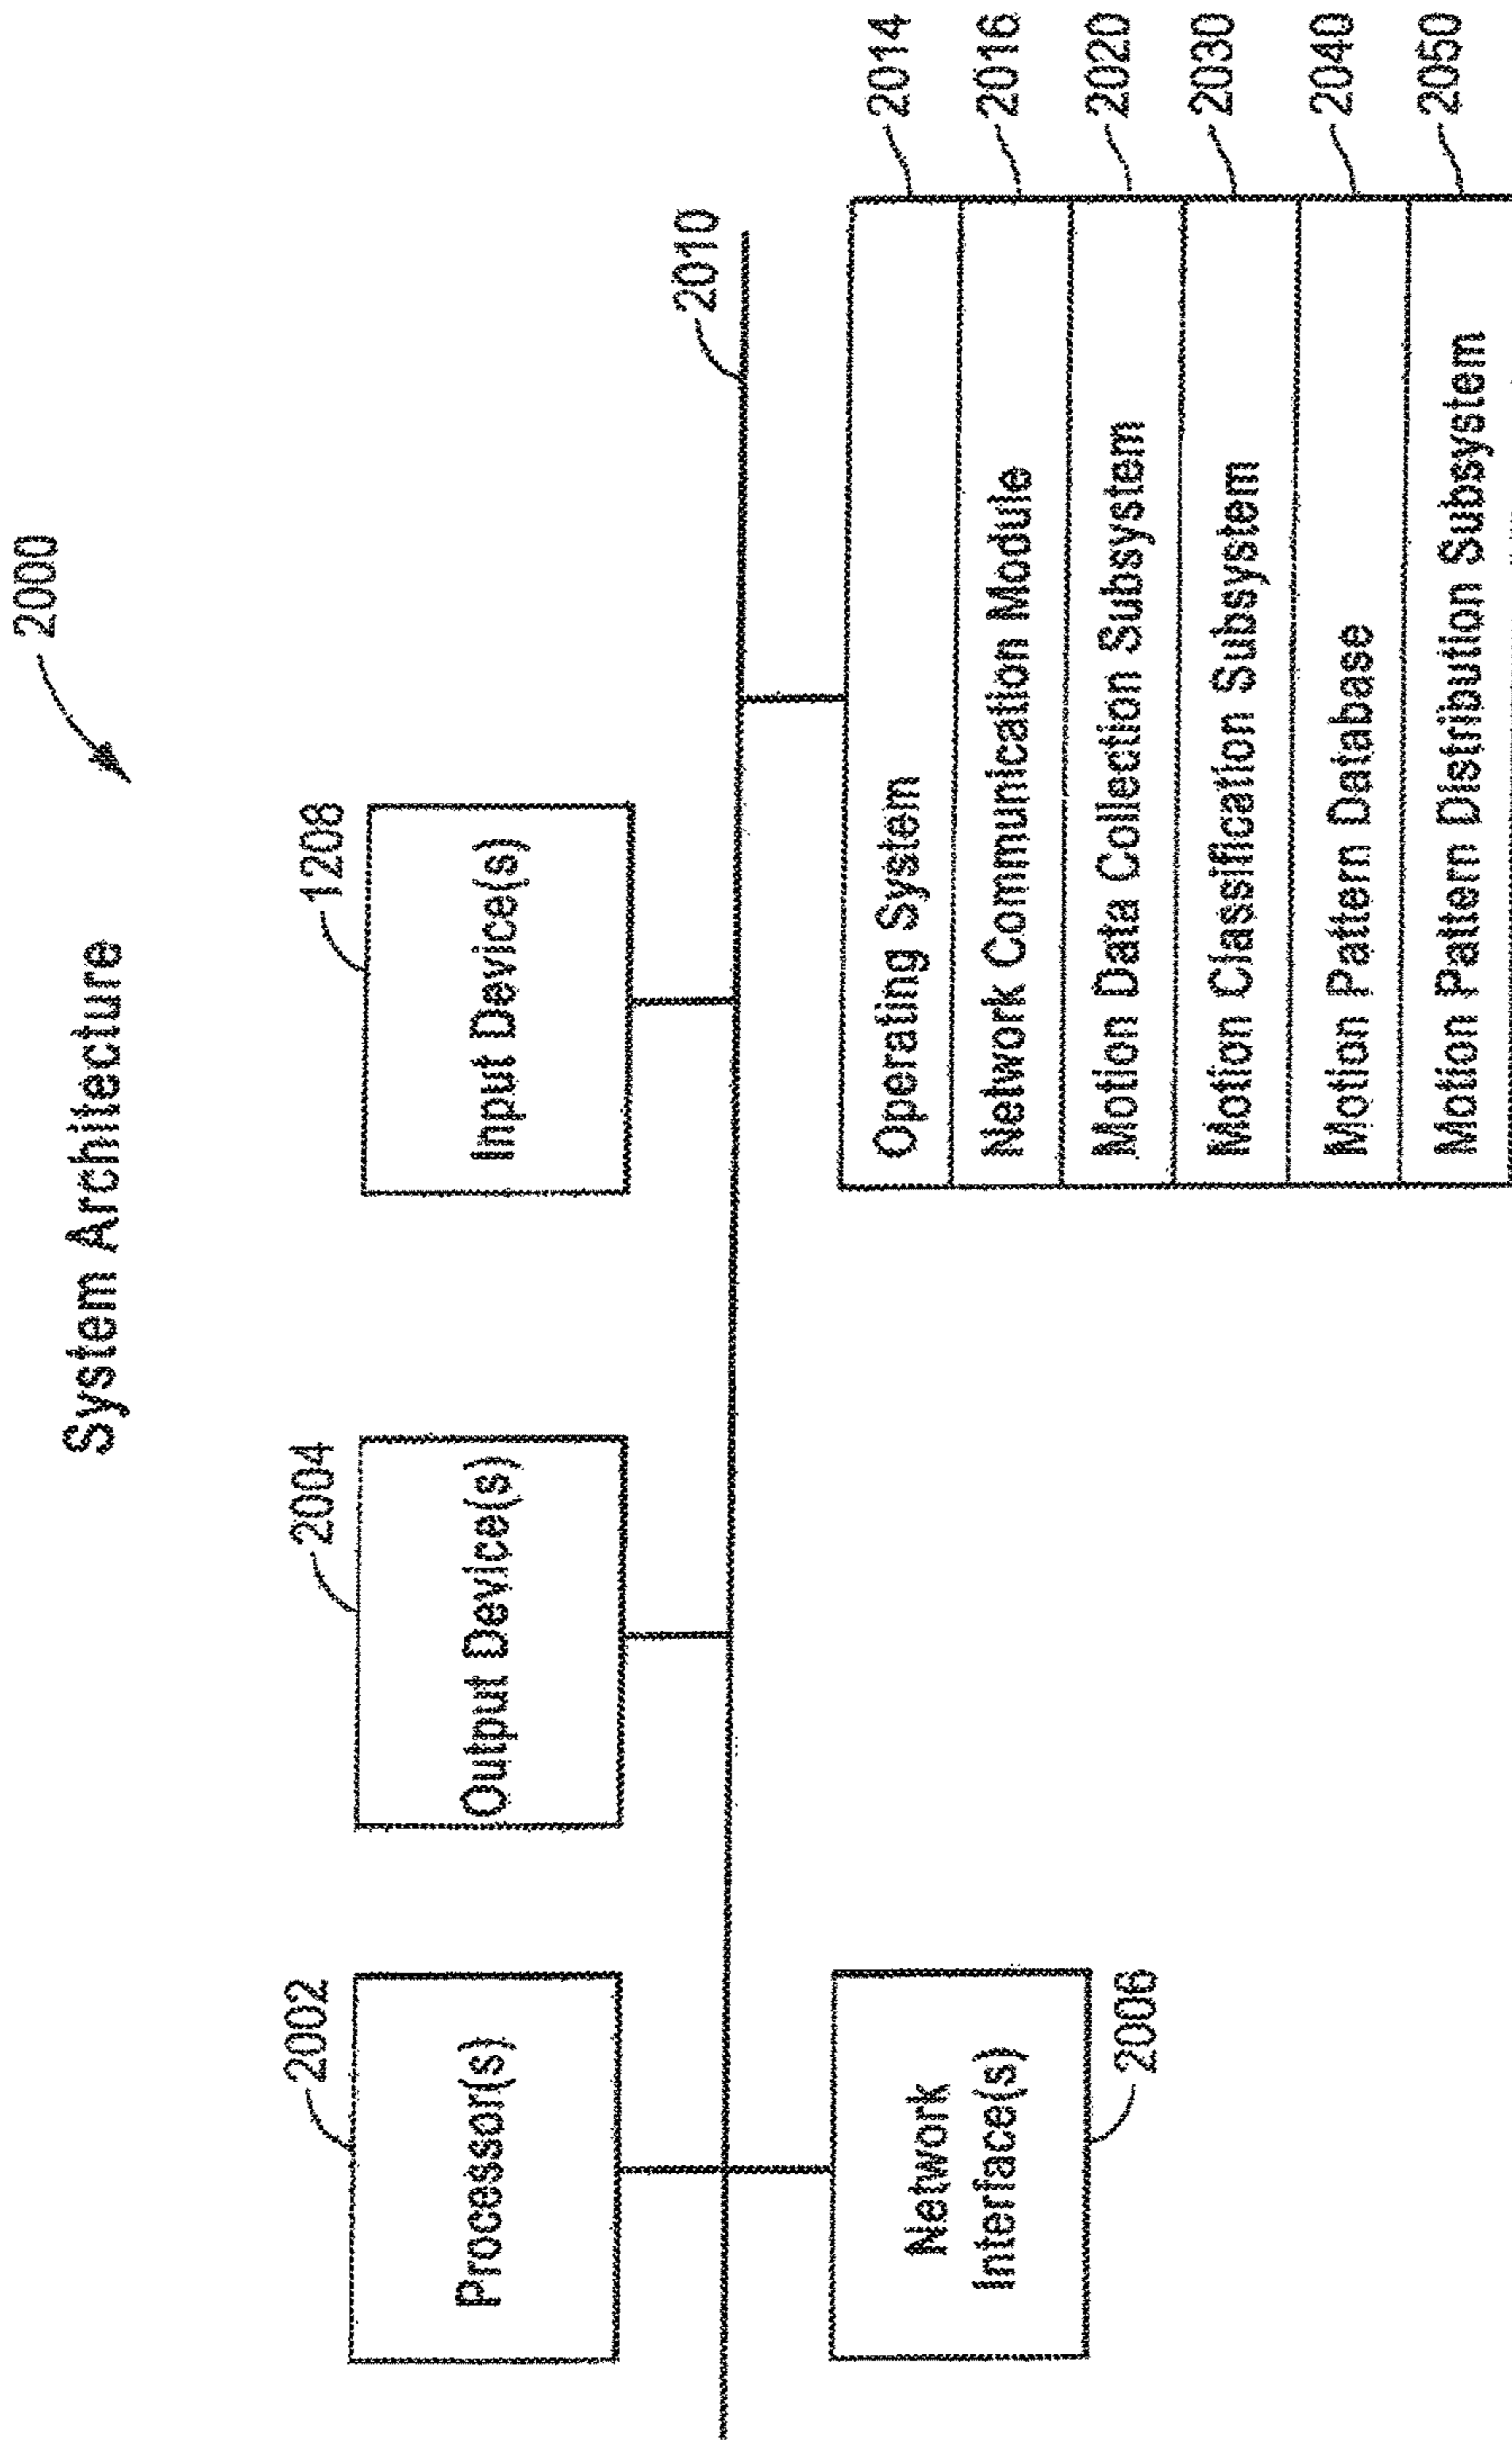 System Architecture
2000
2002
2004
1208
Processor(s)
Output Device(s)
Input Device(s)
2010
Network
Interface(s)
2006
Operating System
2014
Network Communication Module
2016
Motion Data Collection Subsystem
2020
Motion Classification Subsystem
2030
Motion Pattern Database
2040
Motion Pattern Distribution Subsystem
2050